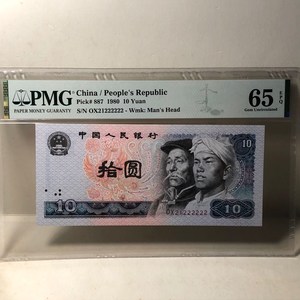 PMG
PAPER MONEY GUARANTY
China / People's Republic
Pick# 887 1980 10 Yuan
S/N OX21222222 - Wmk: Man's Head
65 EPQ
Gem Uncirculated
中国人民银行
10
拾圆
OX21222222
10
10